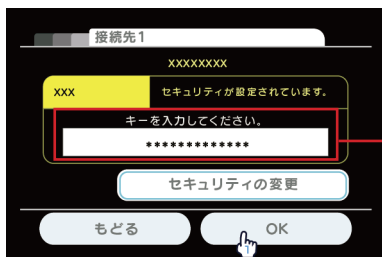 接続先1
xxxxxxxx
xxx
セキュリティが設定されています。
キーを入力してください。
*************
セキュリティの変更
もどる
OK
1